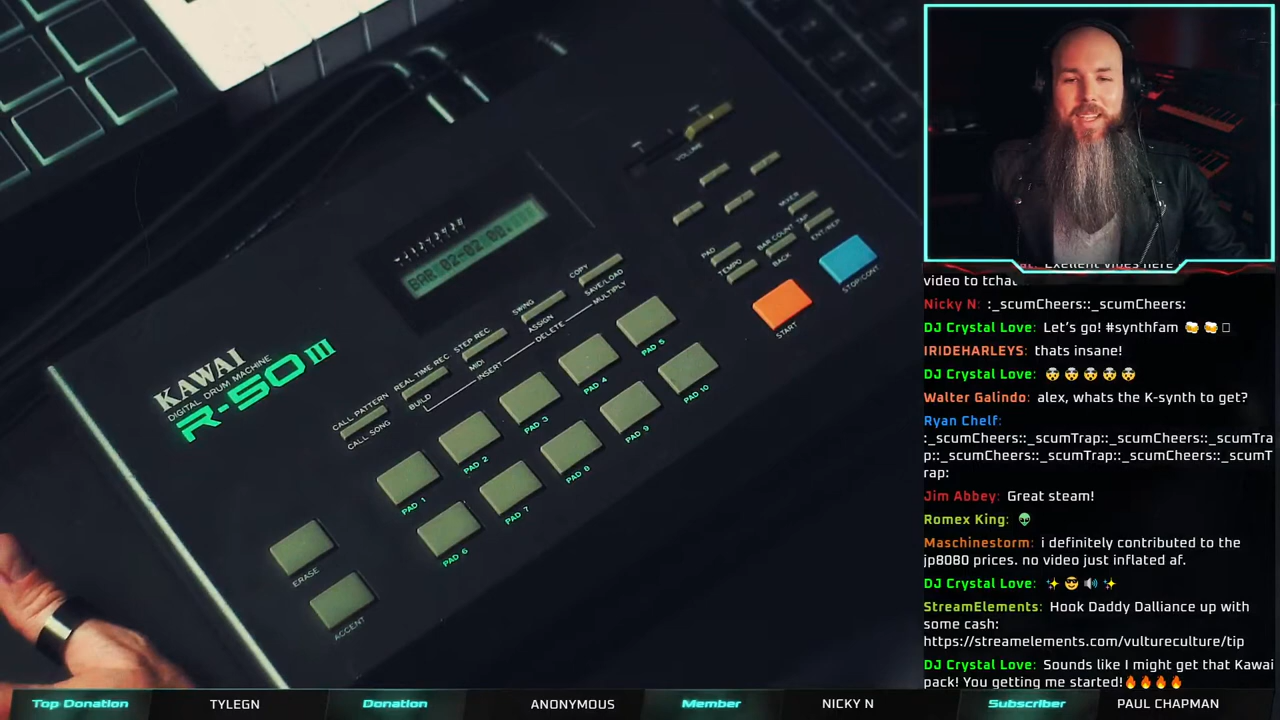 VOLUME
MIXER
BAR COUNT TAP
ENT/REP
PAD
BACK
TEMPO
STOP/CONT
START
COPY
SAVE/LOAD
MULTIPLY
SWING
ASSIGN
DELETE
STEP REC
MIDI
INSERT
REAL TIME REC
BUILD
CALL PATTERN
CALL SONG
KAWAI
DIGITAL DRUM MACHINE
R-50 III
PAD 1
PAD 2
PAD 3
PAD 4
PAD 5
PAD 6
PAD 7
PAD 8
PAD 9
PAD 10
ERASE
ACCENT
video to tchat
Nicky N: :_scumCheers::_scumCheers:
DJ Crystal Love: Let's go! #synthfam 🍻 🍻
IRIDEHARLEYS: thats insane!
DJ Crystal Love: 🤯 🤯 🤯 🤯 🤯
Walter Galindo: alex, whats the K-synth to get?
Ryan Chelf:
:_scumCheers::_scumTrap::_scumCheers::_scumTra
p::_scumCheers::_scumTrap::_scumCheers::_scumT
rap:
Jim Abbey: Great steam!
Romex King: 👽
Maschinestorm: i definitely contributed to the
jp8080 prices. no video just inflated af.
DJ Crystal Love: ✨ 😎 🔊 ✨
StreamElements: Hook Daddy Dalliance up with
some cash:
https://streamelements.com/vultureculture/tip
DJ Crystal Love: Sounds like I might get that Kawai
pack! You getting me started!🔥🔥🔥🔥
Top Donation TYLEGN Donation ANONYMOUS Member NICKY N Subscriber PAUL CHAPMAN